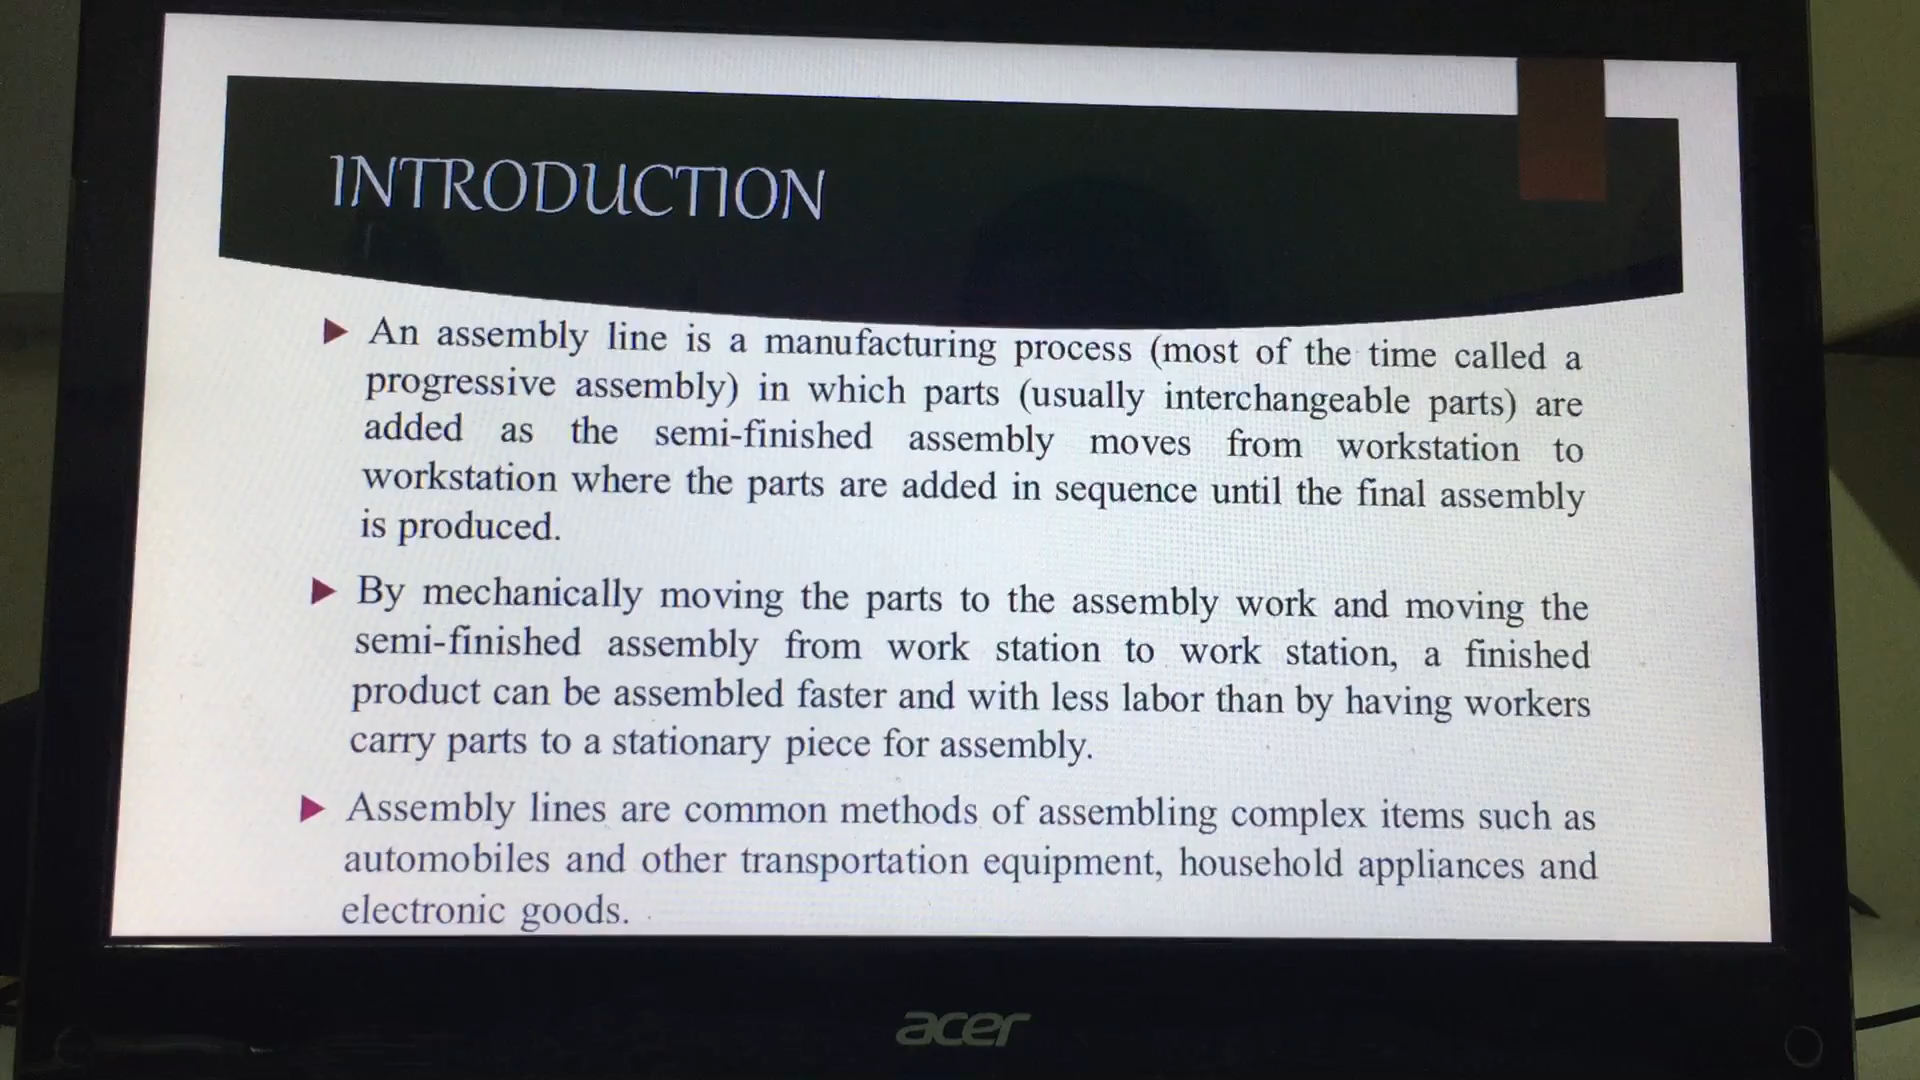 INTRODUCTION
An assembly line is a manufacturing process (most of the time called a
progressive assembly) in which parts (usually interchangeable parts) are
added as the semi-finished assembly moves from workstation to
workstation where the parts are added in sequence until the final assembly
is produced.
By mechanically moving the parts to the assembly work and moving the
semi-finished assembly from work station to work station, a finished
product can be assembled faster and with less labor than by having workers
carry parts to a stationary piece for assembly.
Assembly lines are common methods of assembling complex items such as
automobiles and other transportation equipment, household appliances and
electronic goods.
acer